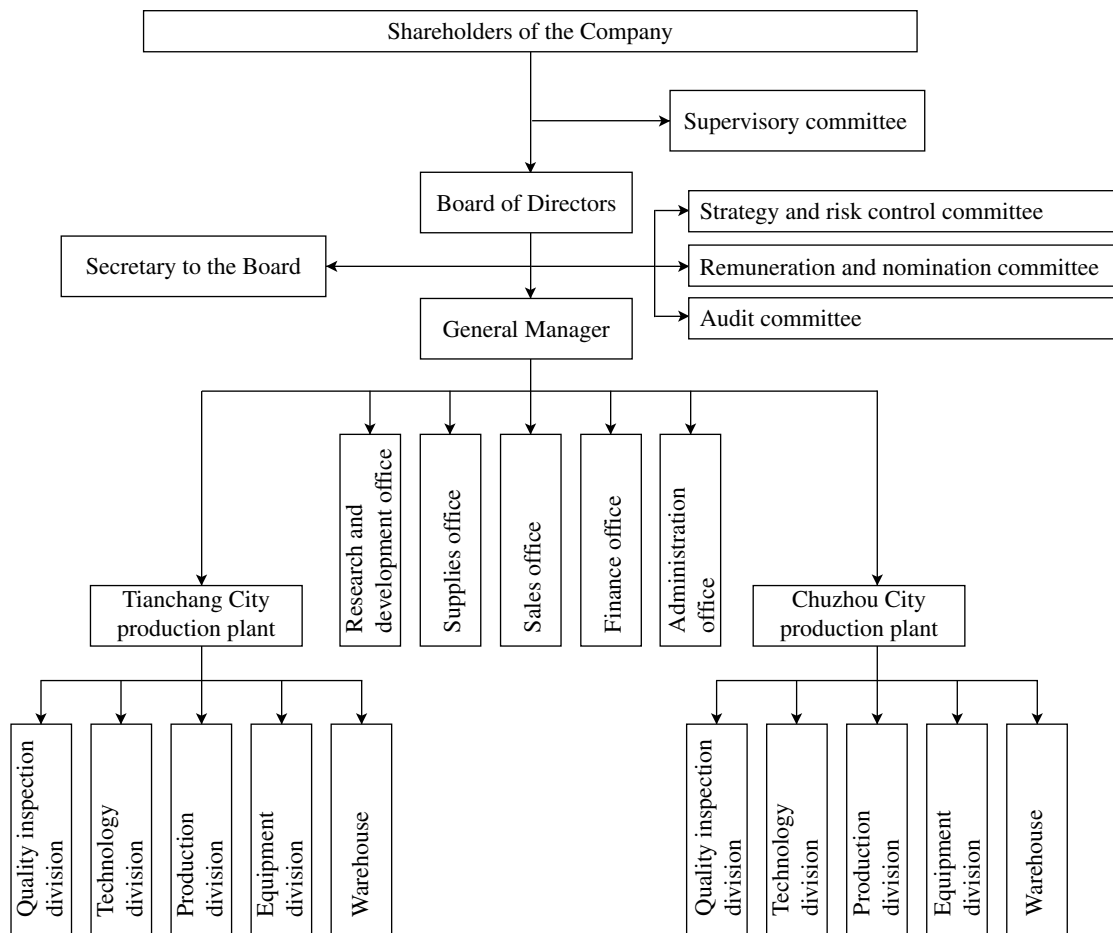 Shareholders of the Company
Supervisory committee
Board of Directors
Strategy and risk control committee
Secretary to the Board
Remuneration and nomination committee
General Manager
Audit committee
Research and
development office
Supplies office
Sales office
Finance office
Administration
office
Tianchang City
production plant
Chuzhou City
production plant
Quality inspection
division
Technology
division
Production
division
Equipment
division
Warehouse
Quality inspection
division
Technology
division
Production
division
Equipment
division
Warehouse